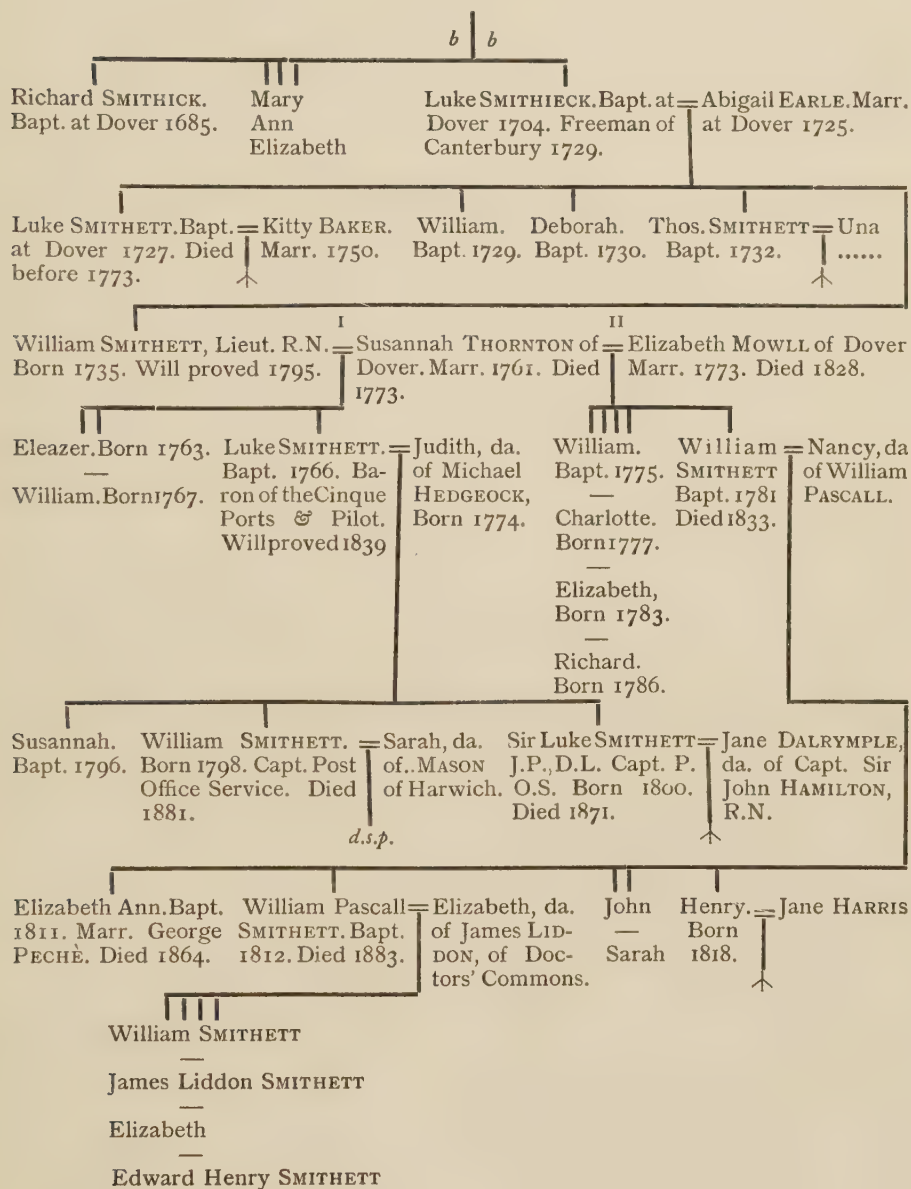 b b
Richard SMITHICK.
Bapt. at Dover 1685.
Mary
Ann
Elizabeth
Luke SMITHIECK. Bapt. at
Dover 1704. Freeman of
Canterbury 1729.
= Abigail EARLE. Marr.
at Dover 1725.
Luke SMITHETT. Bapt.
at Dover 1727. Died
before 1773.
= Kitty BAKER.
Marr. 1750.
William.
Bapt. 1729.
Deborah.
Bapt. 1730.
Thos. SMITHETT
Bapt. 1732.
= Una
......
William SMITHETT, Lieut. R.N.
Born 1735. Will proved 1795.
I
= Susannah THORNTON of
Dover. Marr. 1761. Died
1773.
II
= Elizabeth MOWLL of Dover
Marr. 1773. Died 1828.
Eleazer. Born 1763.
—
William. Born 1767.
Luke SMITHETT.
Bapt. 1766. Ba-
ron of the Cinque
Ports & Pilot.
Will proved 1839
= Judith, da.
of Michael
HEDGEOCK,
Born 1774.
William.
Bapt. 1775.
—
Charlotte.
Born 1777.
—
Elizabeth,
Born 1783.
—
Richard.
Born 1786.
William
SMITHETT
Bapt. 1781
Died 1833.
= Nancy, da
of William
PASCALL.
Susannah.
Bapt. 1796.
William SMITHETT.
Born 1798. Capt. Post
Office Service. Died
1881.
= Sarah, da.
of..MASON
of Harwich.
d.s.p.
Sir Luke SMITHETT
J.P., D.L. Capt. P.
O.S. Born 1800.
Died 1871.
= Jane DALRYMPLE,
da. of Capt. Sir
John HAMILTON,
R.N.
Elizabeth Ann. Bapt.
1811. Marr. George
PECHÈ. Died 1864.
William Pascall
SMITHETT. Bapt.
1812. Died 1883.
= Elizabeth, da.
of James LID-
DON, of Doc-
tors' Commons.
John
—
Sarah
Henry.
Born
1818.
= Jane HARRIS
William SMITHETT
—
James Liddon SMITHETT
—
Elizabeth
—
Edward Henry SMITHETT